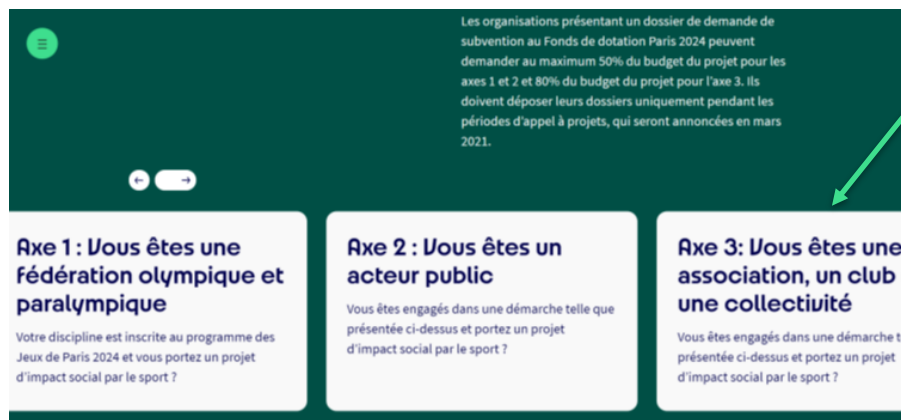 Les organisations présentant un dossier de demande de
subvention au Fonds de dotation Paris 2024 peuvent
demander au maximum 50% du budget du projet pour les
axes 1 et 2 et 80% du budget du projet pour l'axe 3. Ils
doivent déposer leurs dossiers uniquement pendant les
périodes d'appel à projets, qui seront annoncées en mars
2021.
Axe 1 : Vous êtes une
fédération olympique et
paralympique
Votre discipline est inscrite au programme des
Jeux de Paris 2024 et vous portez un projet
d'impact social par le sport ?
Axe 2 : Vous êtes un
acteur public
Vous êtes engagés dans une démarche telle que
présentée ci-dessus et portez un projet
d'impact social par le sport ?
Axe 3: Vous êtes une
association, un club
une collectivité
Vous êtes engagés dans une démarche t
présentée ci-dessus et portez un projet
d'impact social par le sport ?